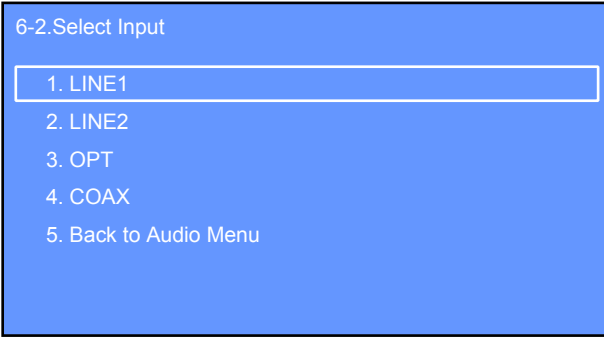 6-2.Select Input
1. LINE1
2. LINE2
3. OPT
4. COAX
5. Back to Audio Menu